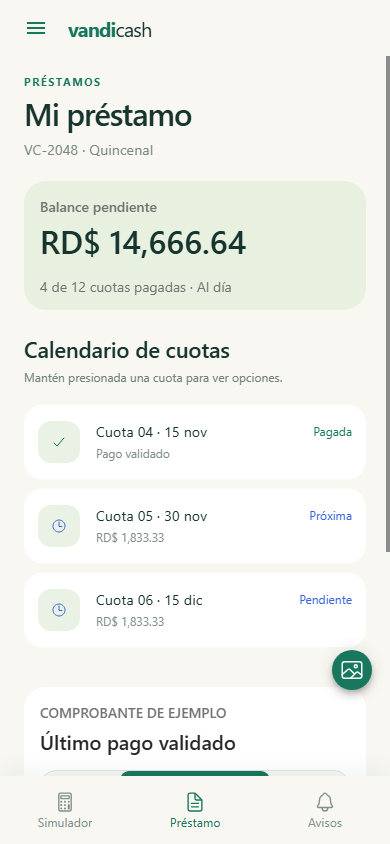 vandicash
PRÉSTAMOS
Mi préstamo
VC-2048 · Quincenal
Balance pendiente
RD$ 14,666.64
4 de 12 cuotas pagadas · Al día
Calendario de cuotas
Mantén presionada una cuota para ver opciones.
Cuota 04 · 15 nov
Pagada
Pago validado
Cuota 05 · 30 nov
Próxima
RD$ 1,833.33
Cuota 06 · 15 dic
Pendiente
RD$ 1,833.33
COMPROBANTE DE EJEMPLO
Último pago validado
Simulador
Préstamo
Avisos